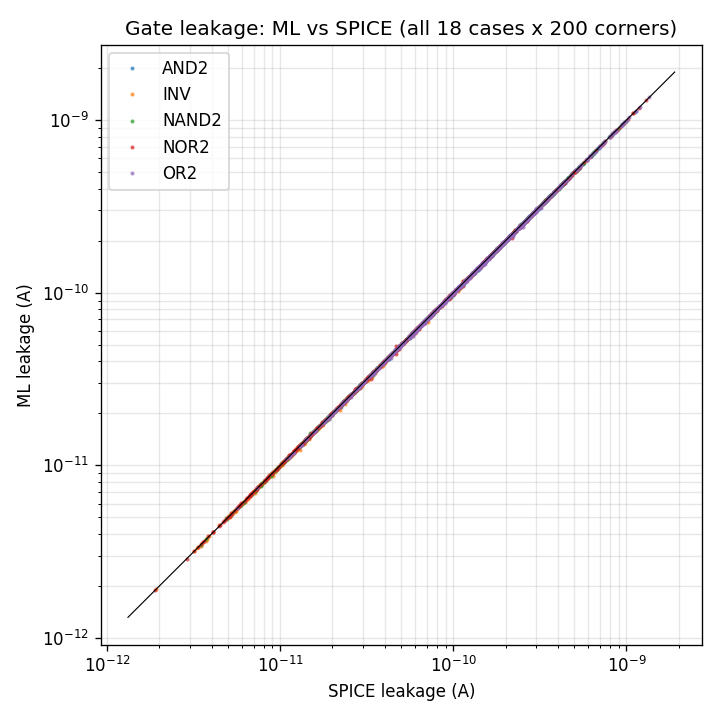 Gate leakage: ML vs SPICE (all 18 cases x 200 corners)
AND2
INV
NAND2
NOR2
OR2
10⁻⁹
10⁻¹⁰
10⁻¹¹
10⁻¹²
ML leakage (A)
10⁻¹² 10⁻¹¹ 10⁻¹⁰ 10⁻⁹
SPICE leakage (A)